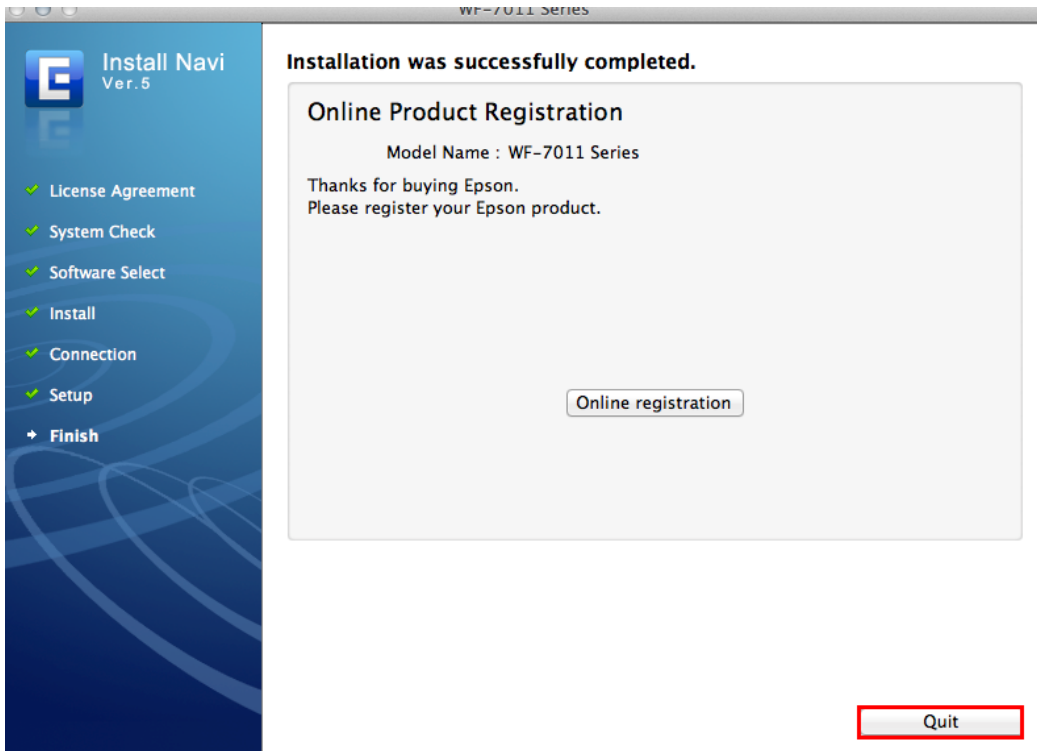 WF-7011 Series
Install Navi
Ver.5
License Agreement
System Check
Software Select
Install
Connection
Setup
Finish
Installation was successfully completed.
Online Product Registration
Model Name : WF-7011 Series
Thanks for buying Epson.
Please register your Epson product.
Online registration
Quit